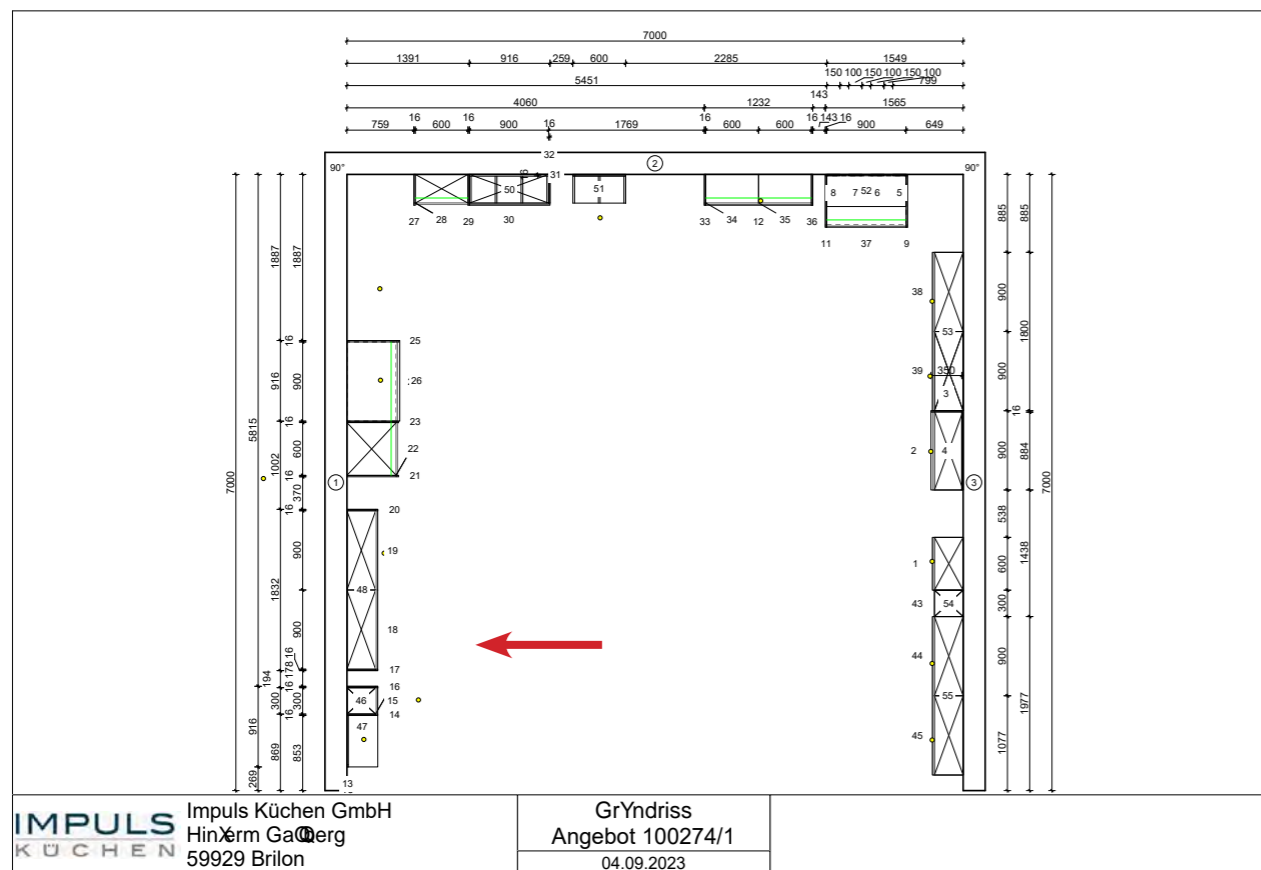 7000
1391 916 259 600 2285 1549
150 100 150 100 150 100
5451 799
143
4060 1232 1565
16 16 16 16 16 143 16
759 600 900 1769 600 600 900 649
32
90° 2 90°
16 31
50 51 8 7 52 6 5
27 28 29 30 33 34 12 35 36
11 37 9
885 885
1887 1887
38 900
53 1800
25 16
916 900 26 39 350 900
3
23 16 16
5815 1002 600 22 2 4 900 884
21 16
7000 1 3 7000
370
20 16 538
900 19
1 600 1438
1832 48 43 54 300
900 18 44 900
16
194 178 17
16 16
300 300 46 15 55 1977
16 14
916 47 45
869 853 1077
269
13
IMPULS
KÜCHEN
Impuls Küchen GmbH
59929 Brilon
GrYndriss
Angebot 100274/1
04.09.2023